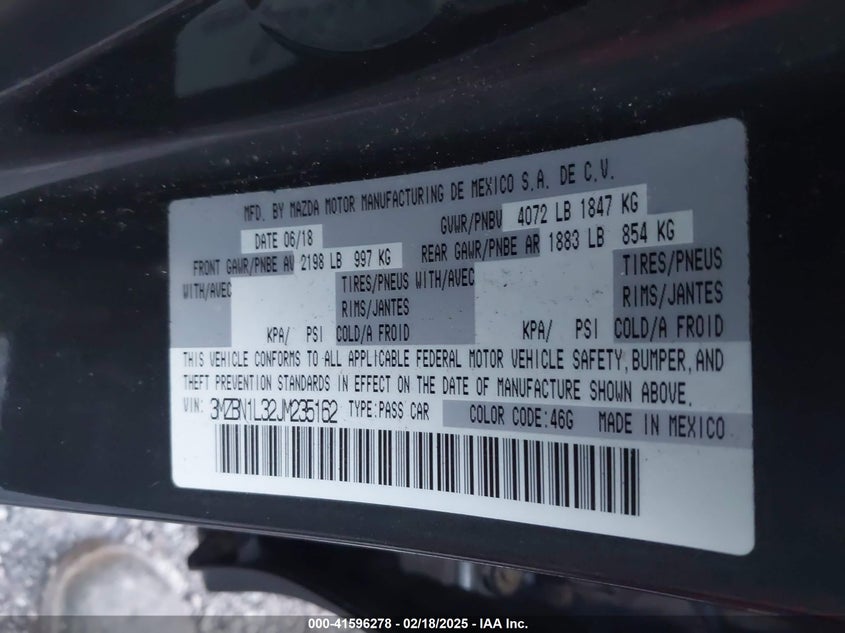 MFD. BY MAZDA MOTOR MANUFACTURING DE MEXICO S.A. DE C.V.
DATE 06/18 GVWR/PNBV 4072 LB 1847 KG
FRONT GAWR/PNBE AV 2198 LB 997 KG REAR GAWR/PNBE AR 1883 LB 854 KG
WITH/AVEC TIRES/PNEUS WITH/AVEC TIRES/PNEUS
RIMS/JANTES RIMS/JANTES
KPA/ PSI COLD/A FROID KPA/ PSI COLD/A FROID
THIS VEHICLE CONFORMS TO ALL APPLICABLE FEDERAL MOTOR VEHICLE SAFETY, BUMPER, AND
THEFT PREVENTION STANDARDS IN EFFECT ON THE DATE OF MANUFACTURE SHOWN ABOVE.
VIN: 3MZBN1L32JM235162 TYPE:PASS CAR COLOR CODE:46G MADE IN MEXICO
000-41596278 - 02/18/2025 - IAA Inc.